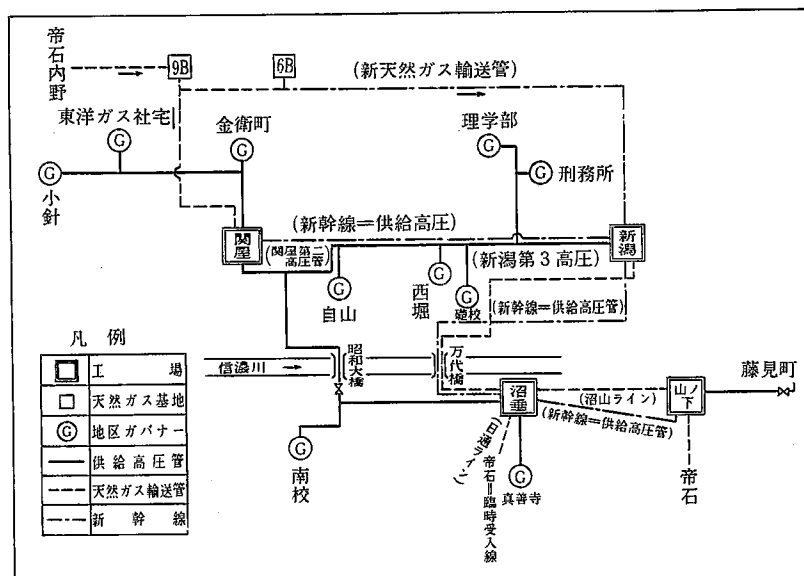 帝石内野
9B
6B
(新天然ガス輸送管)
東洋ガス社宅
金衛町
理学部
G
G
G
G
刑務所
G
小針
(新幹線=供給高圧)
関屋
新潟
(関屋第二高圧管)
(新潟第3高圧)
G
自山
G
西堀
G
礎校
(新幹線=供給高圧管)
凡例
工場
天然ガス基地
G
地区ガバナー
供給高圧管
天然ガス輸送管
新幹線
信濃川
昭和大橋
万代橋
藤見町
沼垂
(沼山ライン)
山ノ下
(新幹線=供給高圧管)
G
南校
(日通ライン)
帝石=臨時受入線
G
真善寺
帝石